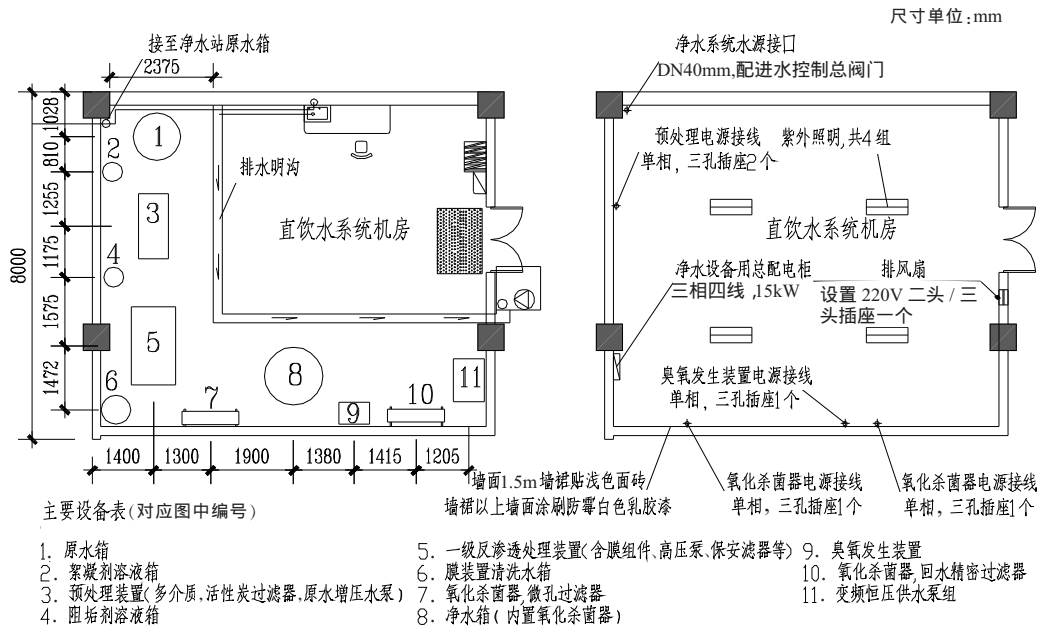 尺寸单位:mm
接至净水站原水箱
2375
净水系统水源接口
DN40mm,配进水控制总阀门
1028
810
1255
1175
1575
1472
8000
1
2
3
4
5
6
7
8
9
10
11
排水明沟
直饮水系统机房
预处理电源接线
单相，三孔插座2个
紫外照明,共4组
直饮水系统机房
净水设备用总配电柜
三相四线,15kW
排风扇
设置 220V 二头/三
头插座一个
臭氧发生装置电源接线
单相，三孔插座1个
1400 1300 1900 1380 1415 1205
墙面1.5m墙裙贴浅色面砖
墙裙以上墙面涂刷防霉白色乳胶漆
氧化杀菌器电源接线
单相，三孔插座1个
氧化杀菌器电源接线
单相，三孔插座1个
主要设备表(对应图中编号)
1. 原水箱
2. 絮凝剂溶液箱
3. 预处理装置(多介质,活性炭过滤器,原水增压水泵)
4. 阻垢剂溶液箱
5. 一级反渗透处理装置(含膜组件、高压泵、保安滤器等)
6. 膜装置清洗水箱
7. 氧化杀菌器,微孔过滤器
8. 净水箱(内置氧化杀菌器)
9. 臭氧发生装置
10. 氧化杀菌器,回水精密过滤器
11. 变频恒压供水泵组